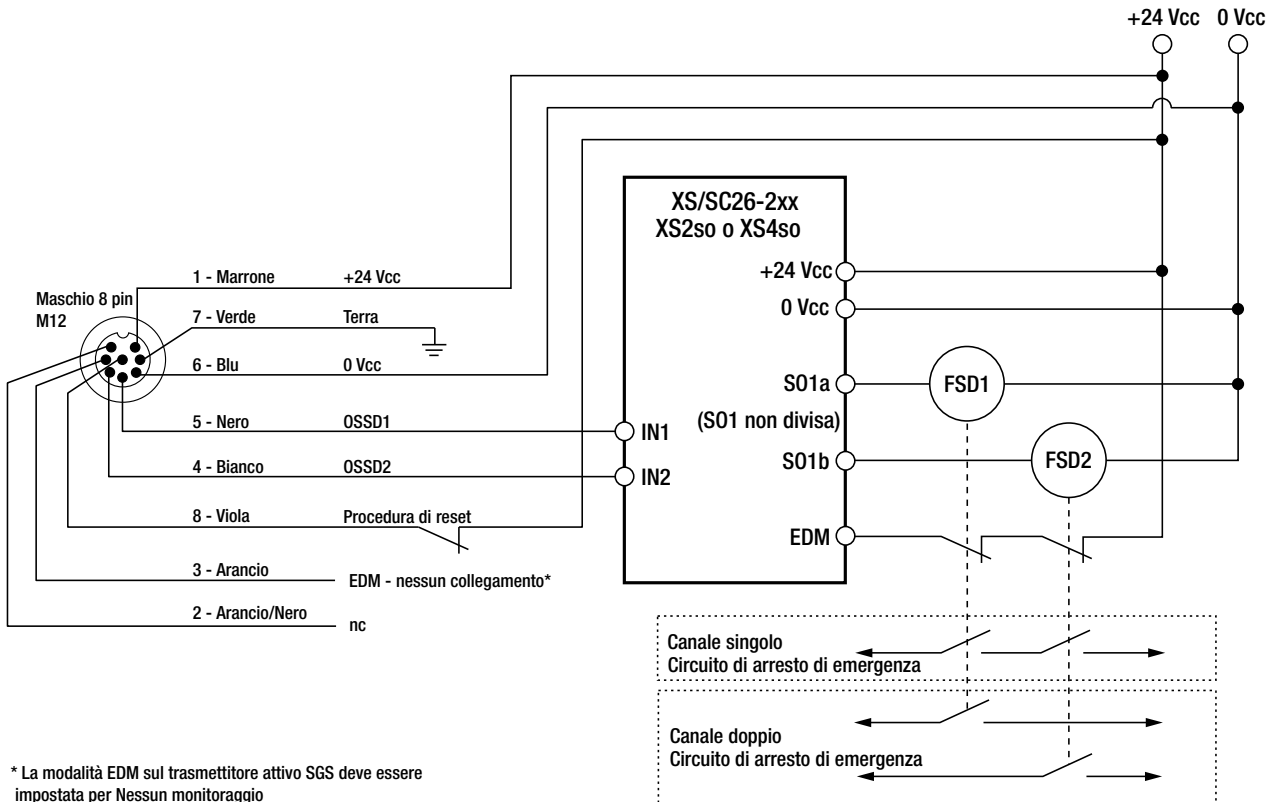 +24 Vcc 0 Vcc
XS/SC26-2xx
XS2so o XS4so
+24 Vcc
0 Vcc
SO1a
(SO1 non divisa)
SO1b
EDM
IN1
IN2
FSD1
FSD2
Maschio 8 pin
M12
1 - Marrone +24 Vcc
7 - Verde Terra
6 - Blu 0 Vcc
5 - Nero OSSD1
4 - Bianco OSSD2
8 - Viola Procedura di reset
3 - Arancio EDM - nessun collegamento*
2 - Arancio/Nero nc
Canale singolo
Circuito di arresto di emergenza
Canale doppio
Circuito di arresto di emergenza
* La modalità EDM sul trasmettitore attivo SGS deve essere
impostata per Nessun monitoraggio